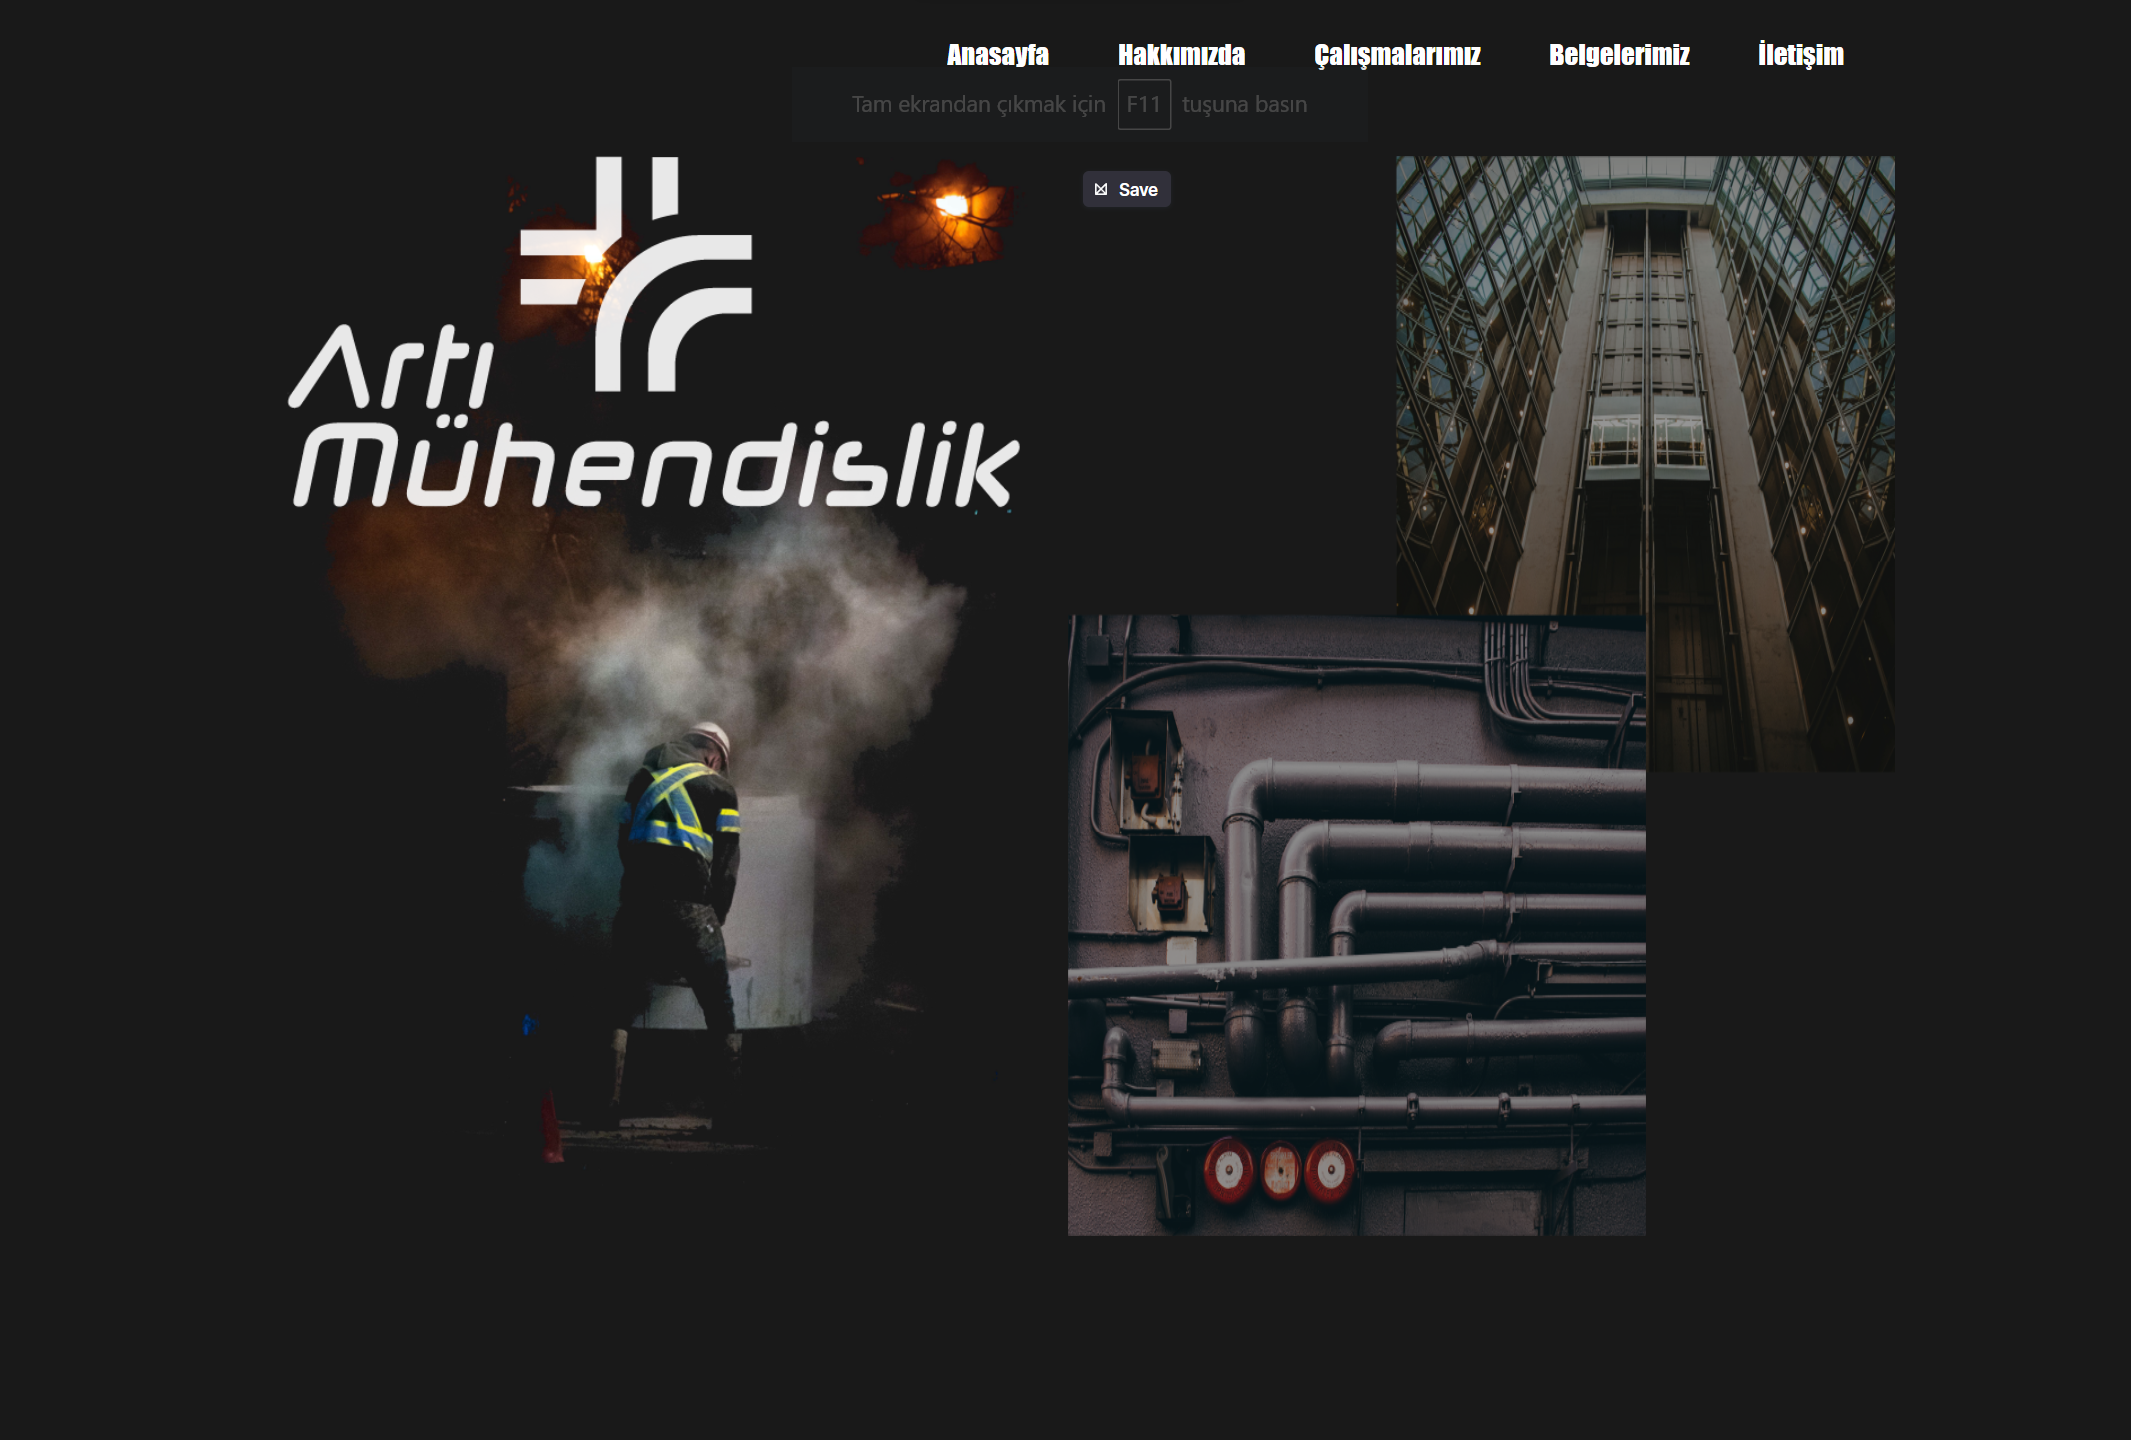 Anasayfa Hakkımızda Çalışmalarımız Belgelerimiz İletişim
Tam ekrandan çıkmak için F11 tuşuna basın
Save
Artı
Mühendislik